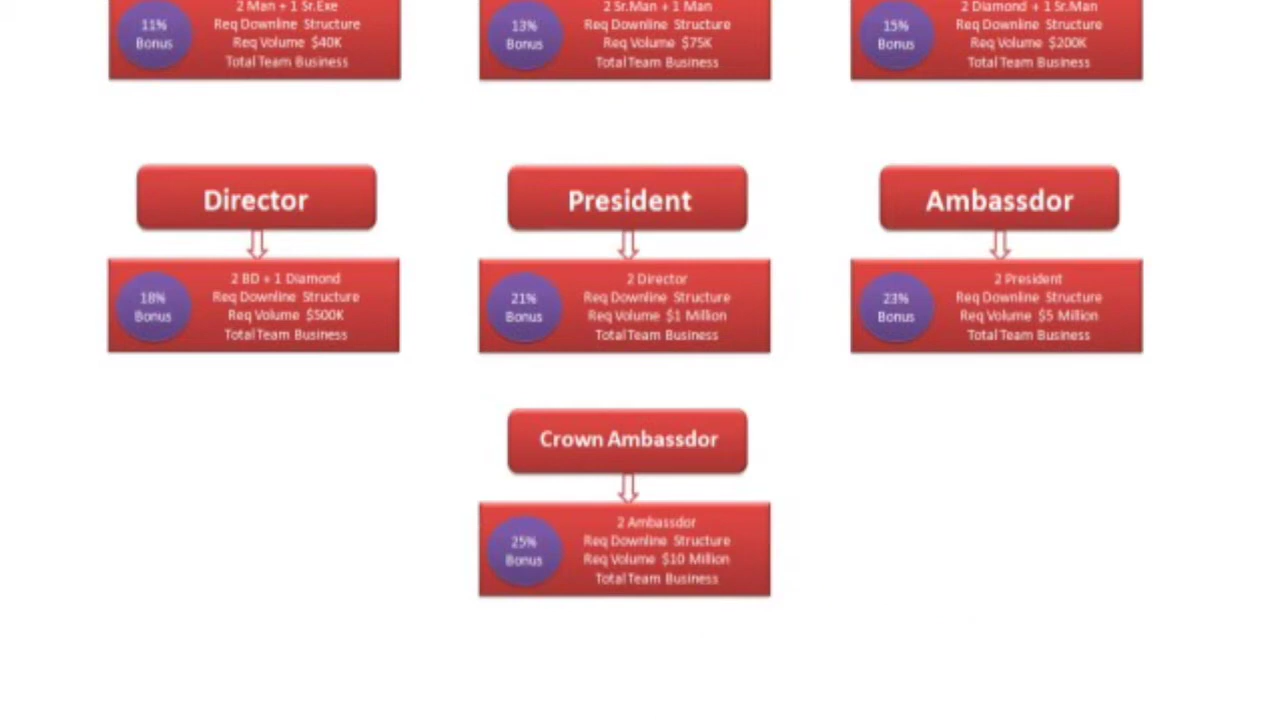 2 Man + 1 Sr.Exe
11%
Req Downline Structure
Bonus
Req Volume $40K
Total Team Business
2 Sr.Man + 1 Man
13%
Req Downline Structure
Bonus
Req Volume $75K
Total Team Business
2 Diamond + 1 Sr.Man
15%
Req Downline Structure
Bonus
Req Volume $200K
Total Team Business
Director
2 BD + 1 Diamond
18%
Req Downline Structure
Bonus
Req Volume $500K
Total Team Business
President
2 Director
21%
Req Downline Structure
Bonus
Req Volume $1 Million
Total Team Business
Ambassdor
2 President
23%
Req Downline Structure
Bonus
Req Volume $5 Million
Total Team Business
Crown Ambassdor
2 Ambassdor
25%
Req Downline Structure
Bonus
Req Volume $10 Million
Total Team Business